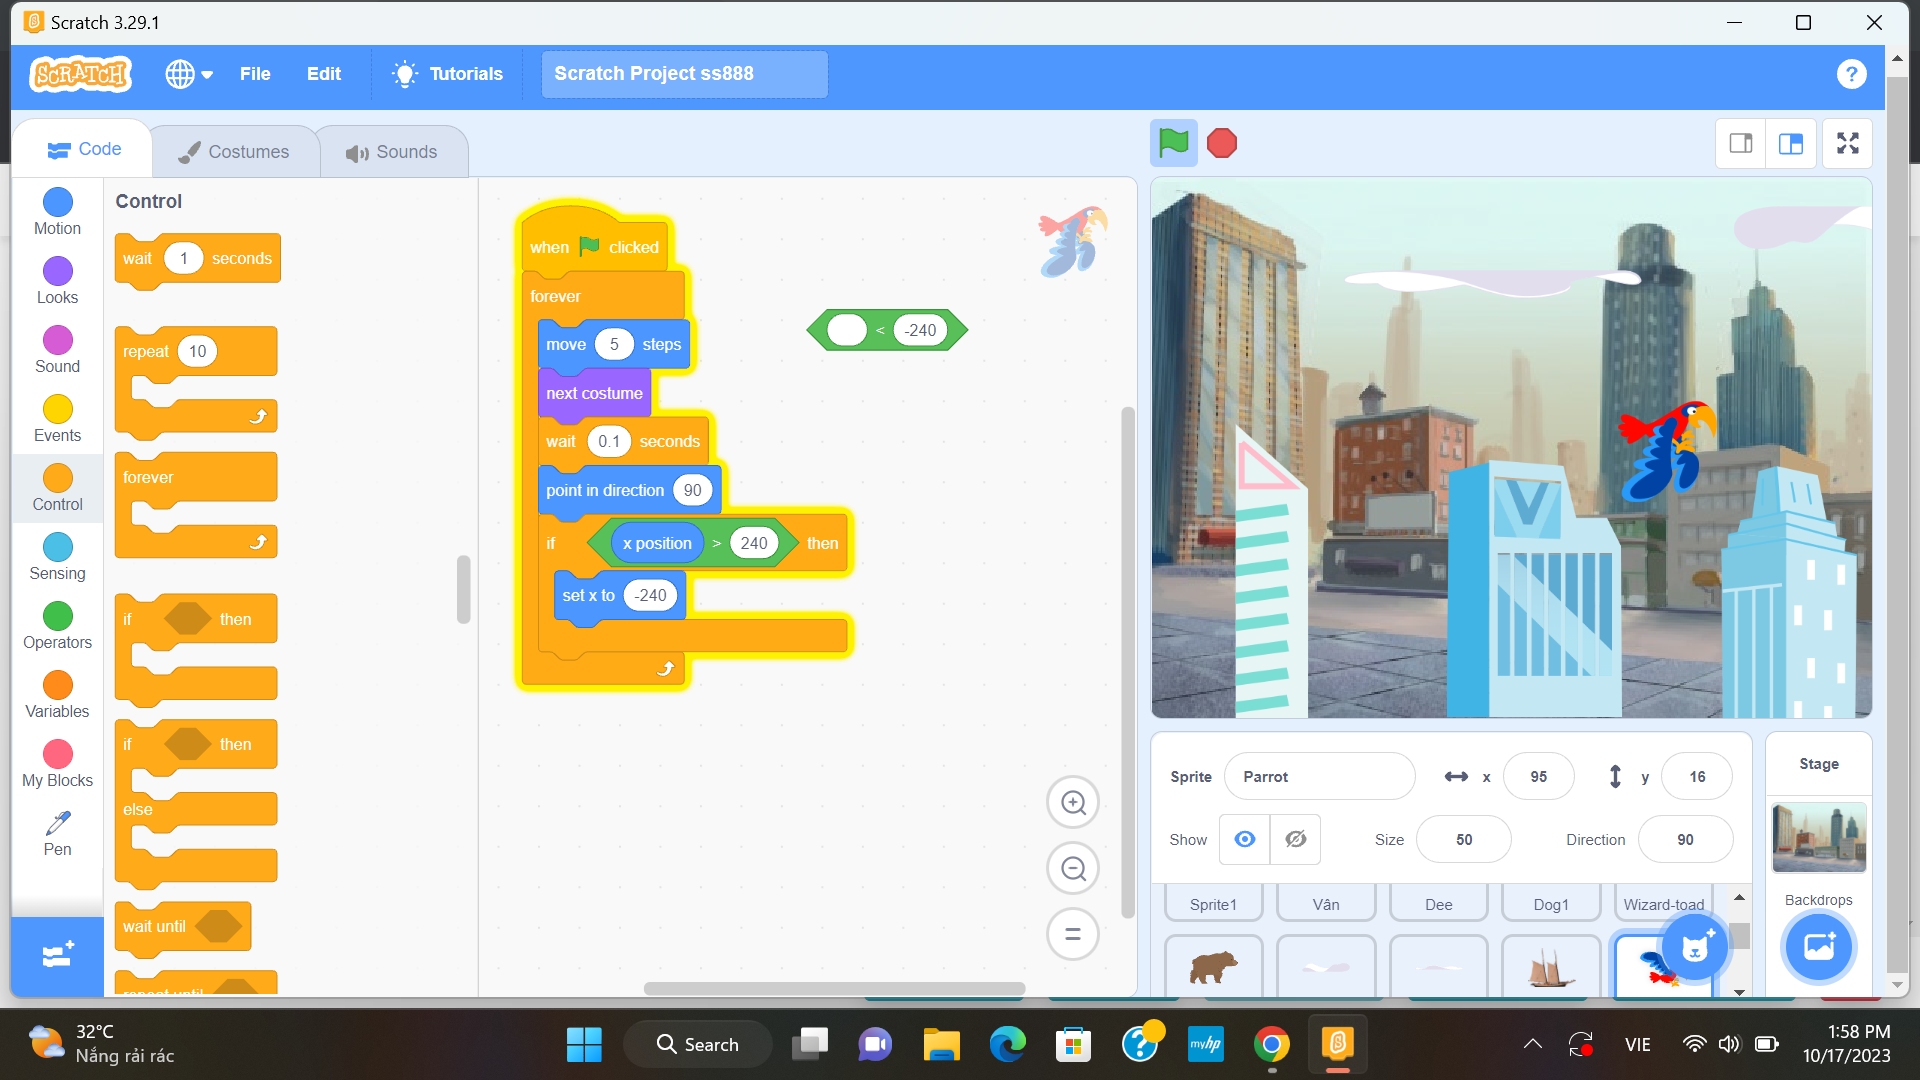 Scratch 3.29.1
SCRATCH
File
Edit
Tutorials
Scratch Project ss888
?
Code
Costumes
Sounds
Motion
Looks
Sound
Events
Control
Sensing
Operators
Variables
My Blocks
Pen
Control
wait 1 seconds
repeat 10
forever
if then
if then
else
wait until
repeat until
when clicked
forever
move 5 steps
next costume
wait 0.1 seconds
point in direction 90
if x position > 240 then
set x to -240
< -240
Sprite Parrot x 95 y 16
Show Size 50 Direction 90
Sprite1 Vân Dee Dog1 Wizard-toad
Stage
Backdrops
32°C
Nắng rải rác
Search
myhp
VIE
1:58 PM
10/17/2023